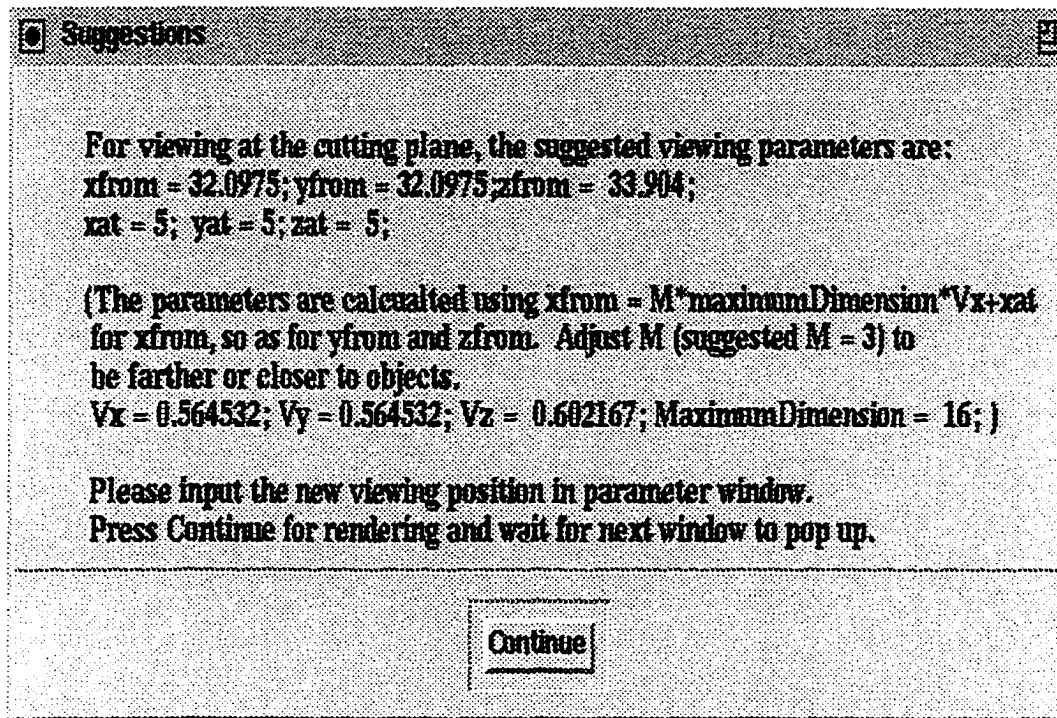 Suggestions
For viewing at the cutting plane, the suggested viewing parameters are:
xfrom = 32.0975; yfrom = 32.0975;zfrom = 33.904;
xat = 5; yat = 5; zat = 5;
(The parameters are calcualted using xfrom = M*maximumDimension*Vx+xat
for xfrom, so as for yfrom and zfrom. Adjust M (suggested M = 3) to
be farther or closer to objects.
Vx = 0.564532; Vy = 0.564532; Vz = 0.602167; MaximumDimension = 16; )
Please input the new viewing position in parameter window.
Press Continue for rendering and wait for next window to pop up.
Continue